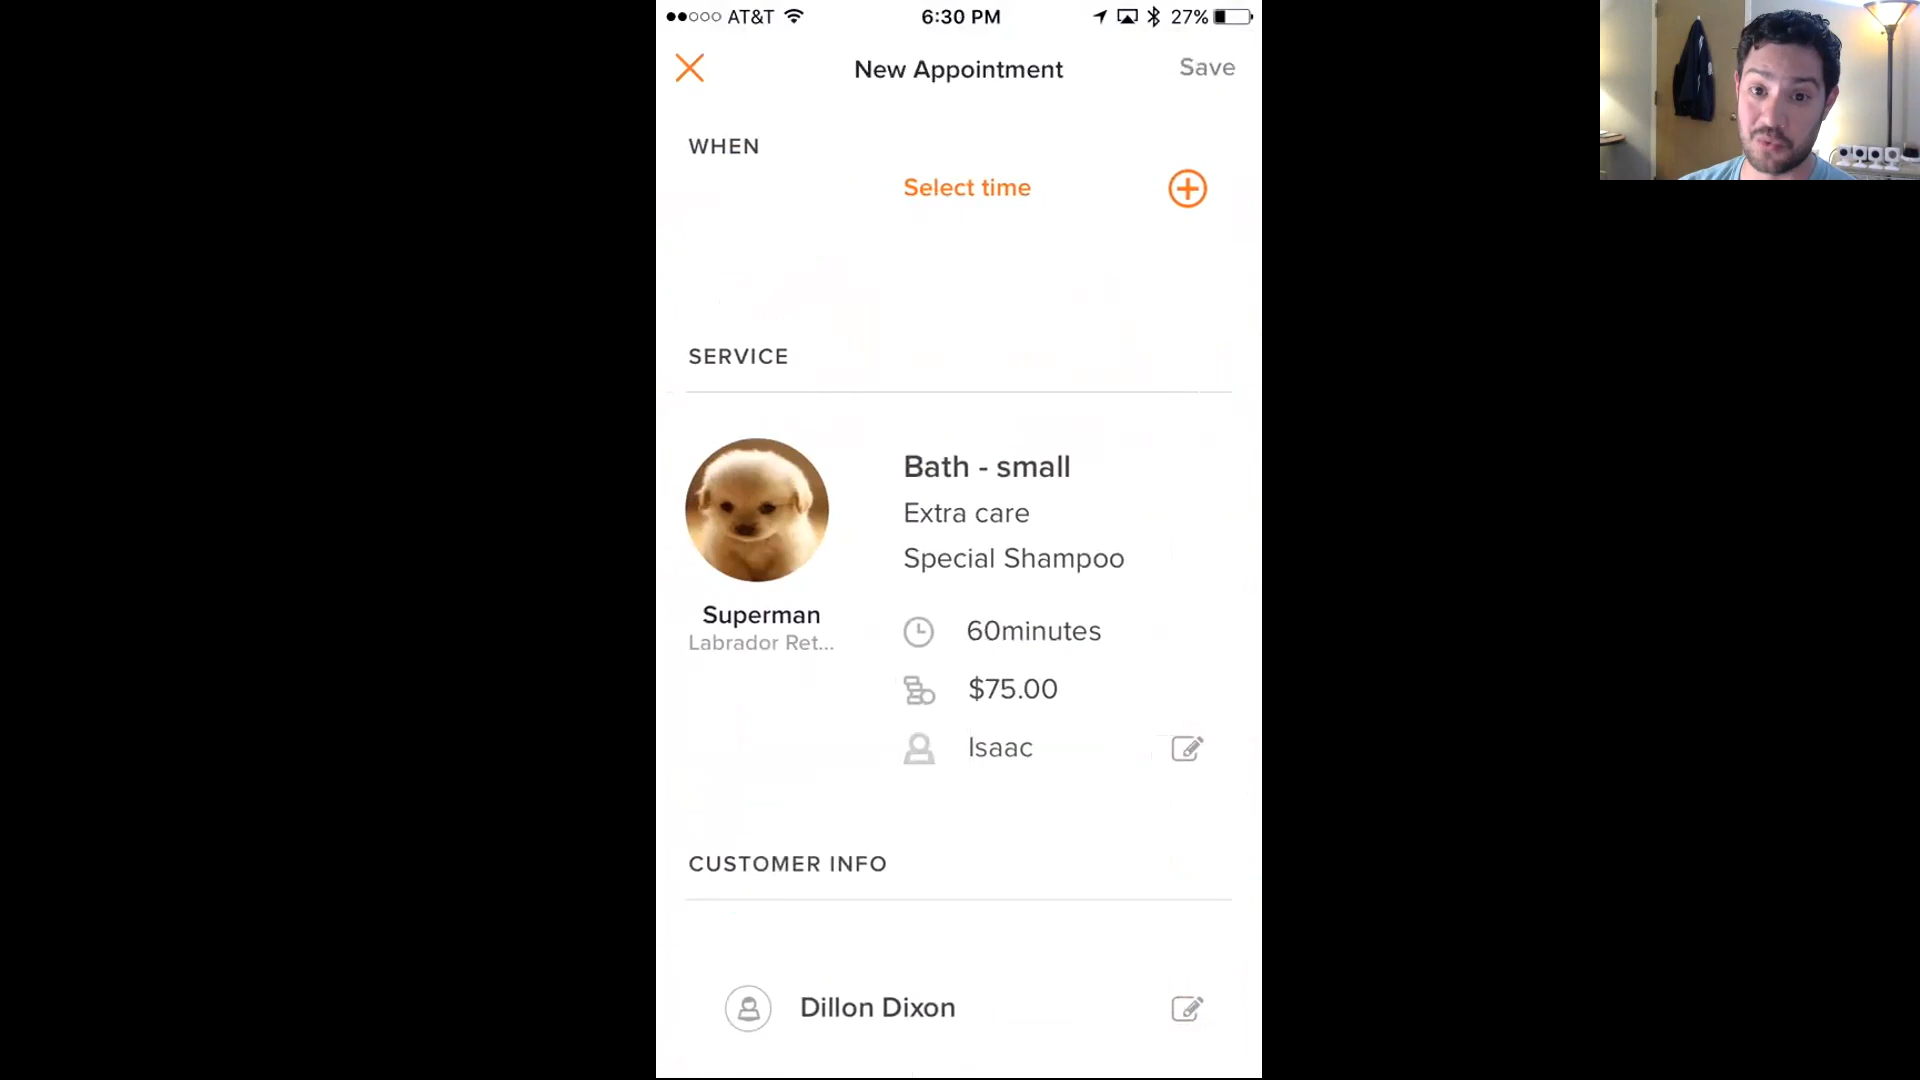 AT&T 6:30 PM 27%
New Appointment Save
WHEN
Select time
SERVICE
Bath - small
Extra care
Special Shampoo
Superman
Labrador Ret...
60minutes
$75.00
Isaac
CUSTOMER INFO
Dillon Dixon